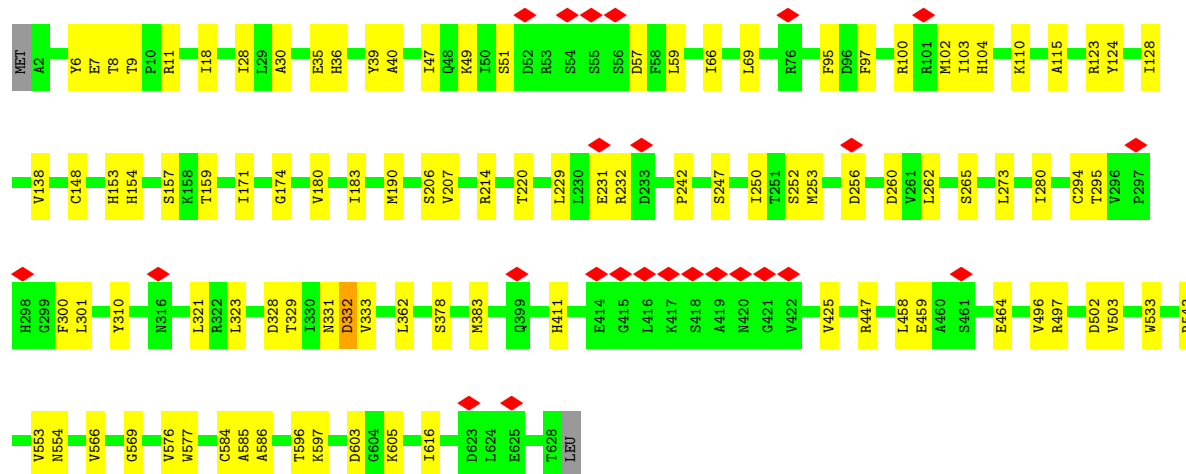 MET A2 Y6 E7 T8 T9 P10 R11 I18 I28 L29 A30 E35 H36 Y39 A40 I47 Q48 K49 I50 S51 D52 R53 S54 S55 S56 D57 F58 L59 I66 L69 R76 F95 D96 F97 R100 R101 M102 I103 H104 K110 A115 R123 Y124 I128
V138 C148 H153 H154 S157 K158 T159 I171 G174 V180 I183 M190 S206 V207 R214 T220 L229 L230 E231 R232 D233 P242 S247 I250 T251 S252 M253 D256 D260 V261 L262 S265 L273 I280 C294 T295 V296 P297
H298 G299 F300 L301 Y310 N316 L321 R322 L323 D328 T329 I330 N331 D332 V333 L362 S378 M383 Q399 H411 E414 G415 L416 K417 S418 A419 N420 G421 V422 V425 R447 L458 E459 A460 S461 E464 V496 R497 D502 V503 W533
V553 N554 V566 G569 V576 W577 C584 A585 A586 T596 K597 D603 G604 K605 I616 D623 L624 E625 T628 LEU